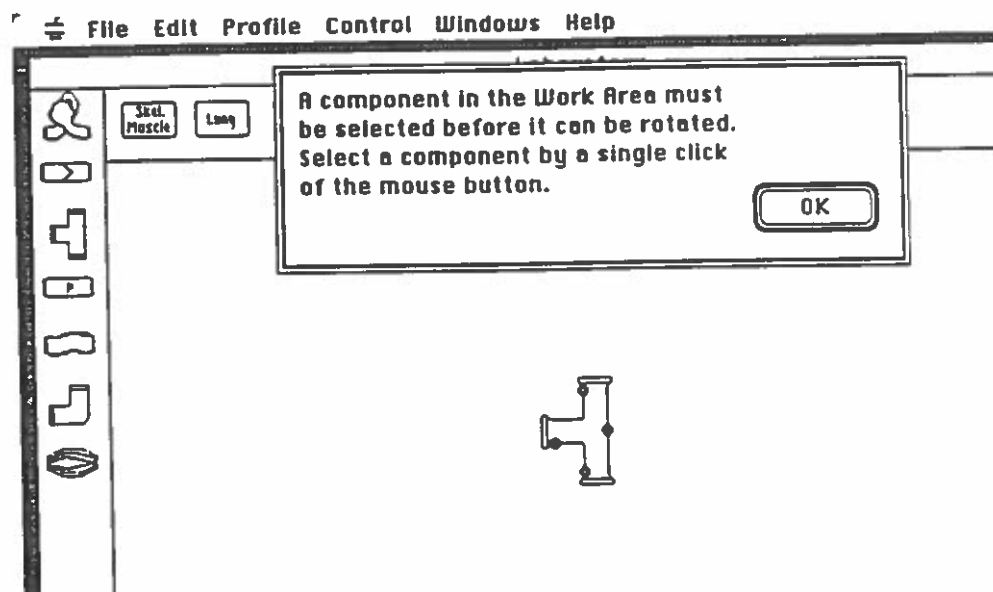 File Edit Profile Control Windows Help
Laboratory
Skel. Muscle
Lung
A component in the Work Area must
be selected before it can be rotated.
Select a component by a single click
of the mouse button.
OK
P